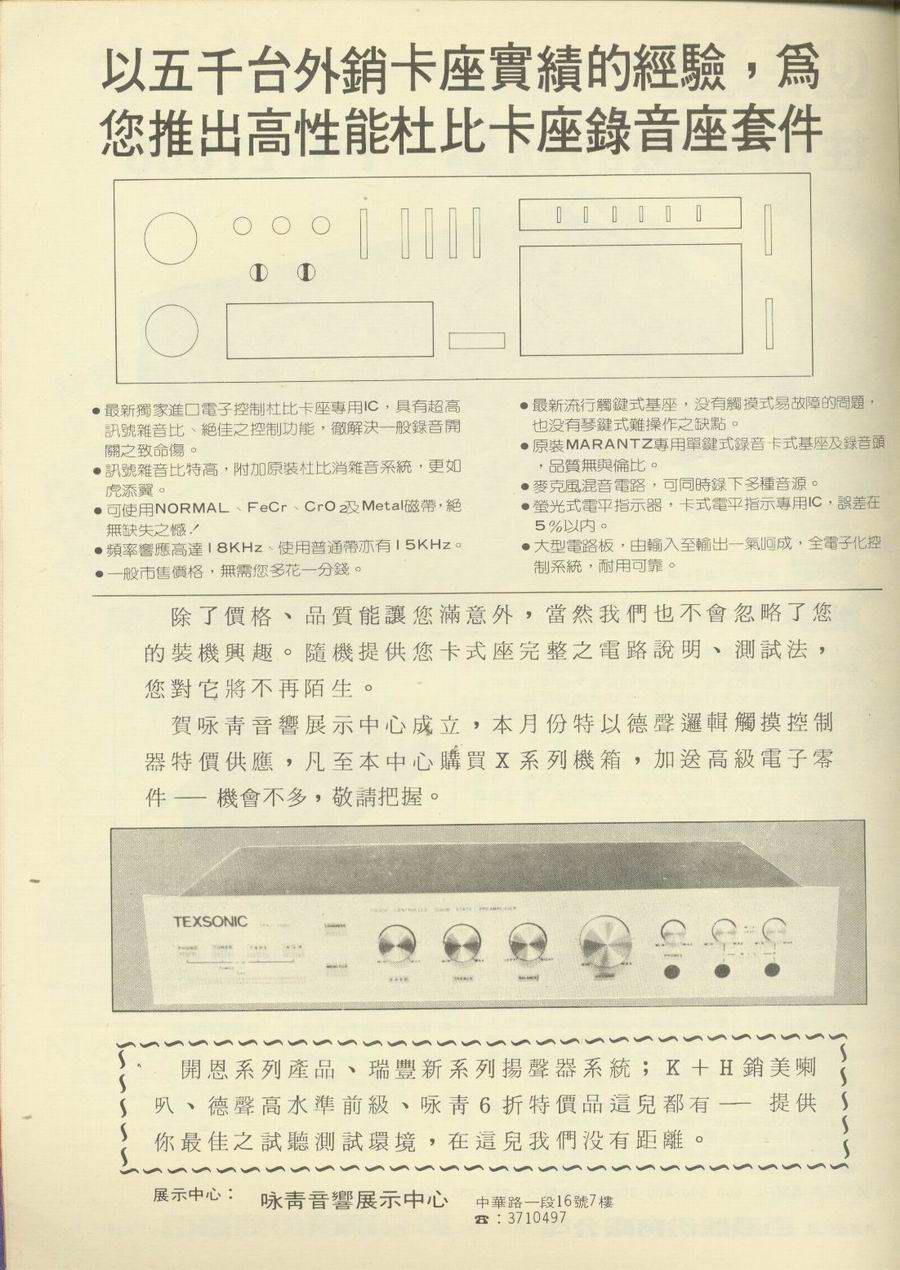 以五千台外銷卡座實績的經驗，爲
您推出高性能杜比卡座錄音座套件
●最新獨家進口電子控制杜比卡座專用IC，具有超高
訊號雜音比、絕佳之控制功能，徹解決一般錄音開
關之致命傷。
●訊號雜音比特高，附加原裝杜比消雜音系統，更如
虎添翼。
●可使用NORMAL、FeCr、CrO2及Metal磁帶，絕
無缺失之憾！
●頻率響應高達18KHz、使用普通帶亦有15KHz。
●一般市售價格，無需您多花一分錢。
●最新流行觸鍵式基座，没有觸摸式易故障的問題，
也没有琴鍵式難操作之缺點。
●原裝MARANTZ專用單鍵式錄音卡式基座及錄音頭
，品質無與倫比。
●麥克風混音電路，可同時錄下多種音源。
●螢光式電平指示器，卡式電平指示專用IC，誤差在
5％以內。
●大型電路板，由輸入至輸出一氣呵成，全電子化控
制系統，耐用可靠。
除了價格、品質能讓您滿意外，當然我們也不會忽略了您
的裝機興趣。隨機提供您卡式座完整之電路說明、測試法，
您對它將不再陌生。
賀咏靑音響展示中心成立，本月份特以德聲邏輯觸摸控制
器特價供應，凡至本中心購買X系列機箱，加送高級電子零
件──機會不多，敬請把握。
TEXSONIC
TOUCH CONTROLLED SOLID STATE PREAMPLIFIER
PHONO TUNER TAPE AUX
LOUDNESS
MONITOR
BASS TREBLE BALANCE
開恩系列產品、瑞豐新系列揚聲器系統；K＋H銷美喇
叭、德聲高水準前級、咏靑6折特價品這兒都有──提供
你最佳之試聽測試環境，在這兒我們没有距離。
展示中心：
咏靑音響展示中心
中華路一段16號7樓
☎：3710497